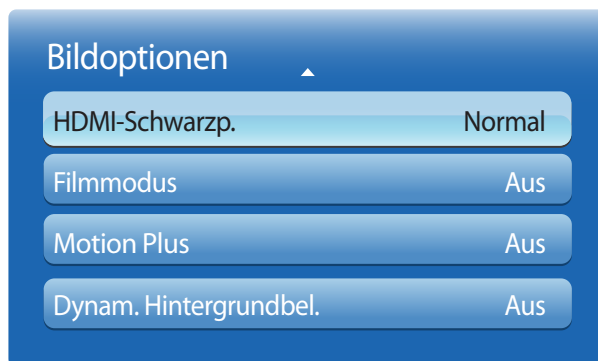 Bildoptionen
HDMI-Schwarzp. Normal
Filmmodus Aus
Motion Plus Aus
Dynam. Hintergrundbel. Aus